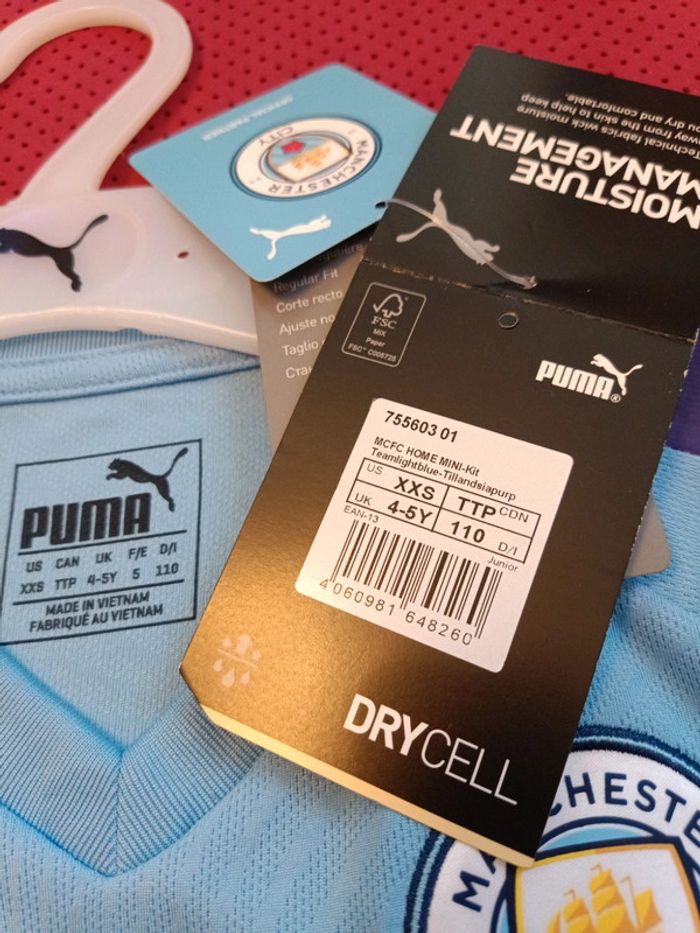 OFFICIAL PARTNER
MANCHESTER
CITY
Regular Fit
Corte recto
Ajuste no
Taglio
Technical fabrics wick moisture
away from the skin to help keep
dry and comfortable.
MOISTURE
MANAGEMENT
FSC
MIX
Paper
FSC™ C005725
PUMA®
755603 01
MCFC HOME MINI-Kit
Teamlightblue-Tillandsiapurp
US XXS TTP CDN
UK 4-5Y 110 D/I
EAN-13
Junior
4 060981 648260
DRYCELL
PUMA
US CAN UK F/E D/I
XXS TTP 4-5Y 5 110
MADE IN VIETNAM
FABRIQUÉ AU VIETNAM